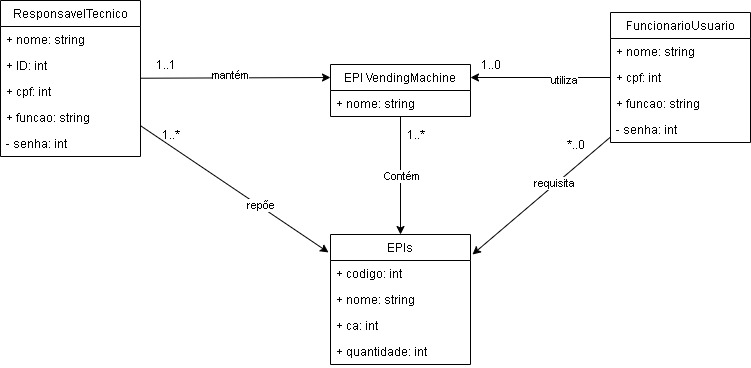 ResponsavelTecnico
+ nome: string
+ ID: int
+ cpf: int
+ funcao: string
- senha: int
1..1
mantém
EPI VendingMachine
+ nome: string
1..0
utiliza
FuncionarioUsuario
+ nome: string
+ cpf: int
+ funcao: string
- senha: int
1..*
repõe
1..*
Contém
*..0
requisita
EPIs
+ codigo: int
+ nome: string
+ ca: int
+ quantidade: int